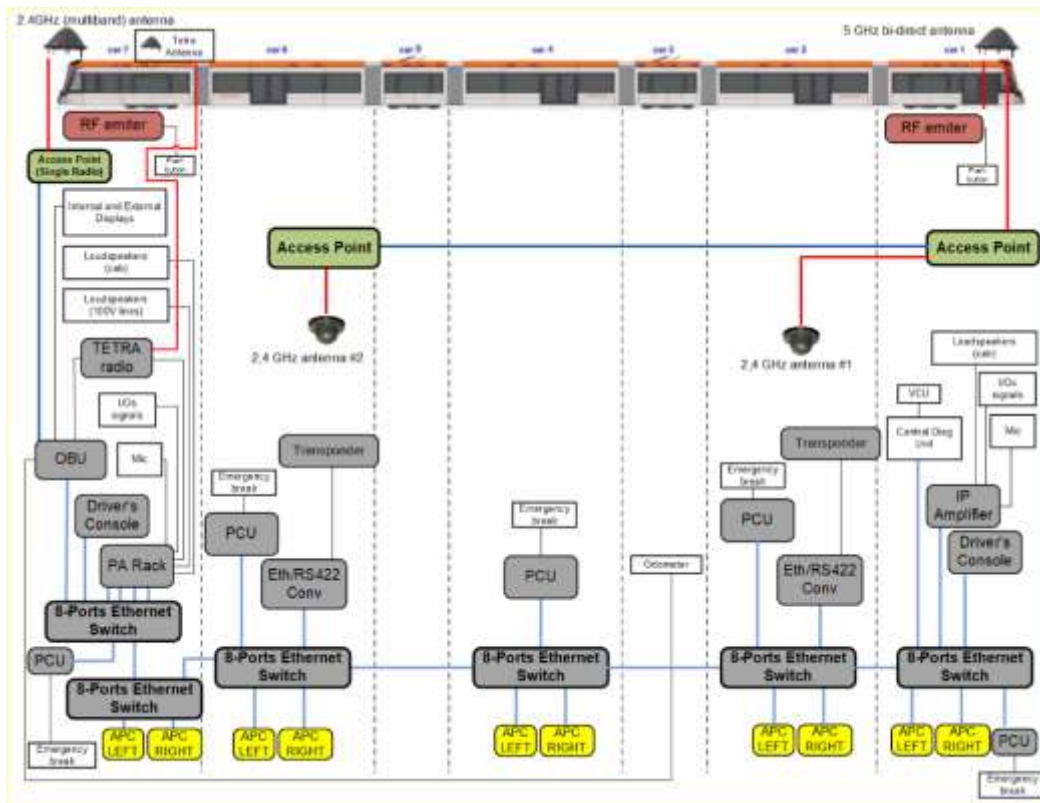 2.4GHz (multiband) antenna
5 GHz bi-direct antenna
Tetra
Antenna
car 7
car 6
car 5
car 4
car 3
car 2
car 1
RF emiter
RF emiter
Access Point
(Single Radio)
Internal and External
Displays
Access Point
Access Point
Loudspeakers
(cab)
Loudspeakers
(100V lines)
2,4 GHz antenna #2
2,4 GHz antenna #1
TETRA
radio
Loudspeakers
(cab)
I/Os
signals
I/Os
signals
VCU
Central Diag
Unit
Mic
Mic
OBU
Transponder
Transponder
Emergency
break
Emergency
break
Emergency
break
Driver's
Console
PCU
PCU
IP
Amplifier
PA Rack
Eth/RS422
Conv
PCU
Odometer
Eth/RS422
Conv
Driver's
Console
8-Ports Ethernet
Switch
PCU
8-Ports Ethernet
Switch
8-Ports Ethernet
Switch
8-Ports Ethernet
Switch
8-Ports Ethernet
Switch
8-Ports Ethernet
Switch
APC
LEFT
APC
RIGHT
APC
LEFT
APC
RIGHT
APC
LEFT
APC
RIGHT
APC
LEFT
APC
RIGHT
APC
LEFT
APC
RIGHT
PCU
Emergency
break
Emergency
break